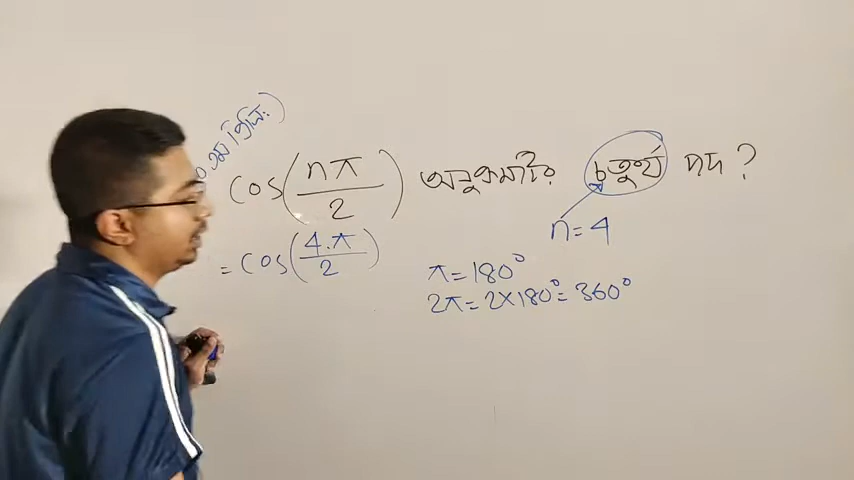 cos(nπ/2) অনুক্রমটির চতুর্থ পদ?
n=4
= cos(4.π/2)
π=180°
2π=2×180°=360°